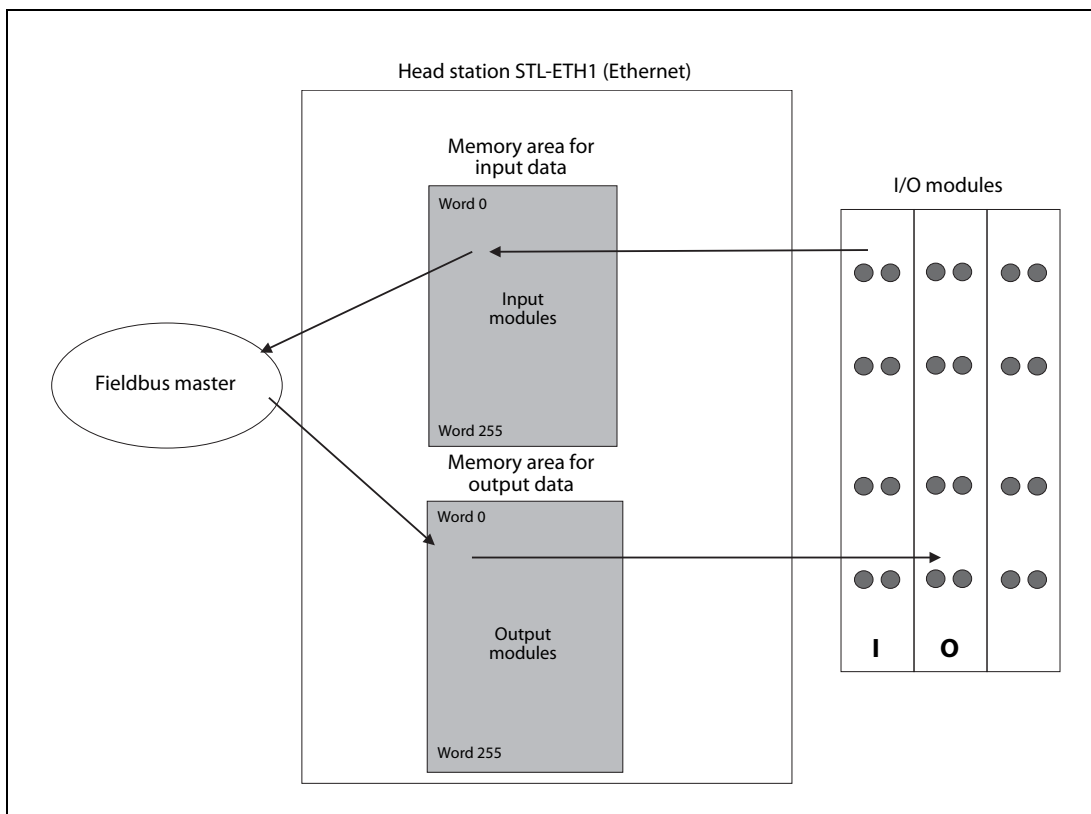 Head station STL-ETH1 (Ethernet)
Memory area for
input data
Word 0
Input
modules
Word 255
Memory area for
output data
Word 0
Output
modules
Word 255
Fieldbus master
I/O modules
I
O